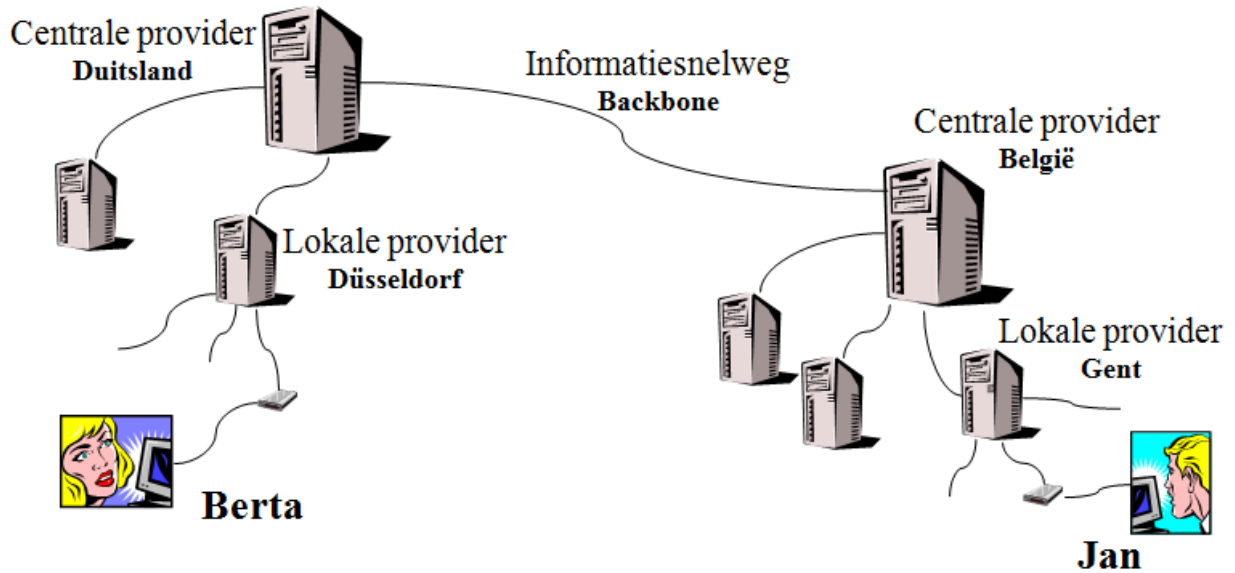 Centrale provider
Duitsland
Informatiesnelweg
Backbone
Centrale provider
België
Lokale provider
Düsseldorf
Lokale provider
Gent
Berta
Jan